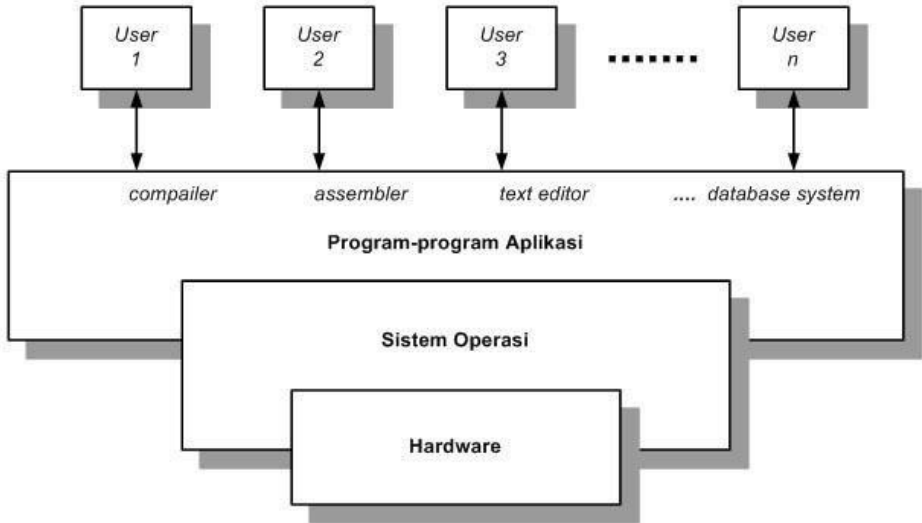 User
1
User
2
User
3
.......
User
n
compailer
assembler
text editor
.... database system
Program-program Aplikasi
Sistem Operasi
Hardware